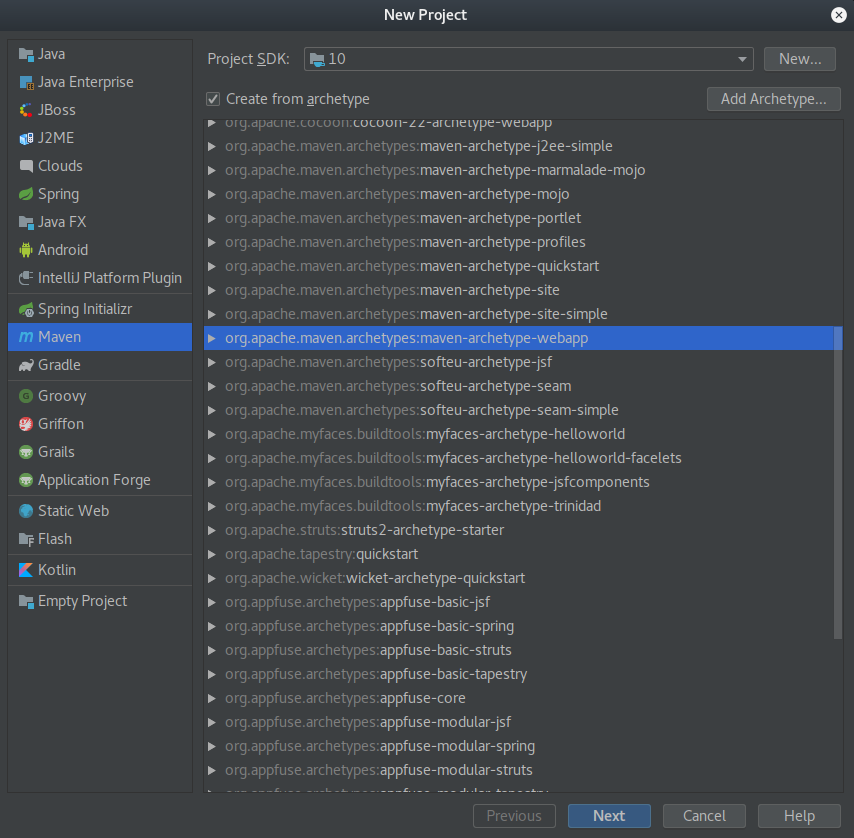 New Project
Java
Java Enterprise
JBoss
J2ME
Clouds
Spring
Java FX
Android
IntelliJ Platform Plugin
Spring Initializr
Maven
Gradle
Groovy
Griffon
Grails
Application Forge
Static Web
Flash
Kotlin
Empty Project
Project SDK: 10 New...
Create from archetype Add Archetype...
org.apache.cocoon:cocoon-22-archetype-webapp
org.apache.maven.archetypes:maven-archetype-j2ee-simple
org.apache.maven.archetypes:maven-archetype-marmalade-mojo
org.apache.maven.archetypes:maven-archetype-mojo
org.apache.maven.archetypes:maven-archetype-portlet
org.apache.maven.archetypes:maven-archetype-profiles
org.apache.maven.archetypes:maven-archetype-quickstart
org.apache.maven.archetypes:maven-archetype-site
org.apache.maven.archetypes:maven-archetype-site-simple
org.apache.maven.archetypes:maven-archetype-webapp
org.apache.maven.archetypes:softeu-archetype-jsf
org.apache.maven.archetypes:softeu-archetype-seam
org.apache.maven.archetypes:softeu-archetype-seam-simple
org.apache.myfaces.buildtools:myfaces-archetype-helloworld
org.apache.myfaces.buildtools:myfaces-archetype-helloworld-facelets
org.apache.myfaces.buildtools:myfaces-archetype-jsfcomponents
org.apache.myfaces.buildtools:myfaces-archetype-trinidad
org.apache.struts:struts2-archetype-starter
org.apache.tapestry:quickstart
org.apache.wicket:wicket-archetype-quickstart
org.appfuse.archetypes:appfuse-basic-jsf
org.appfuse.archetypes:appfuse-basic-spring
org.appfuse.archetypes:appfuse-basic-struts
org.appfuse.archetypes:appfuse-basic-tapestry
org.appfuse.archetypes:appfuse-core
org.appfuse.archetypes:appfuse-modular-jsf
org.appfuse.archetypes:appfuse-modular-spring
org.appfuse.archetypes:appfuse-modular-struts
org.appfuse.archetypes:appfuse-modular-tapestry
Previous Next Cancel Help